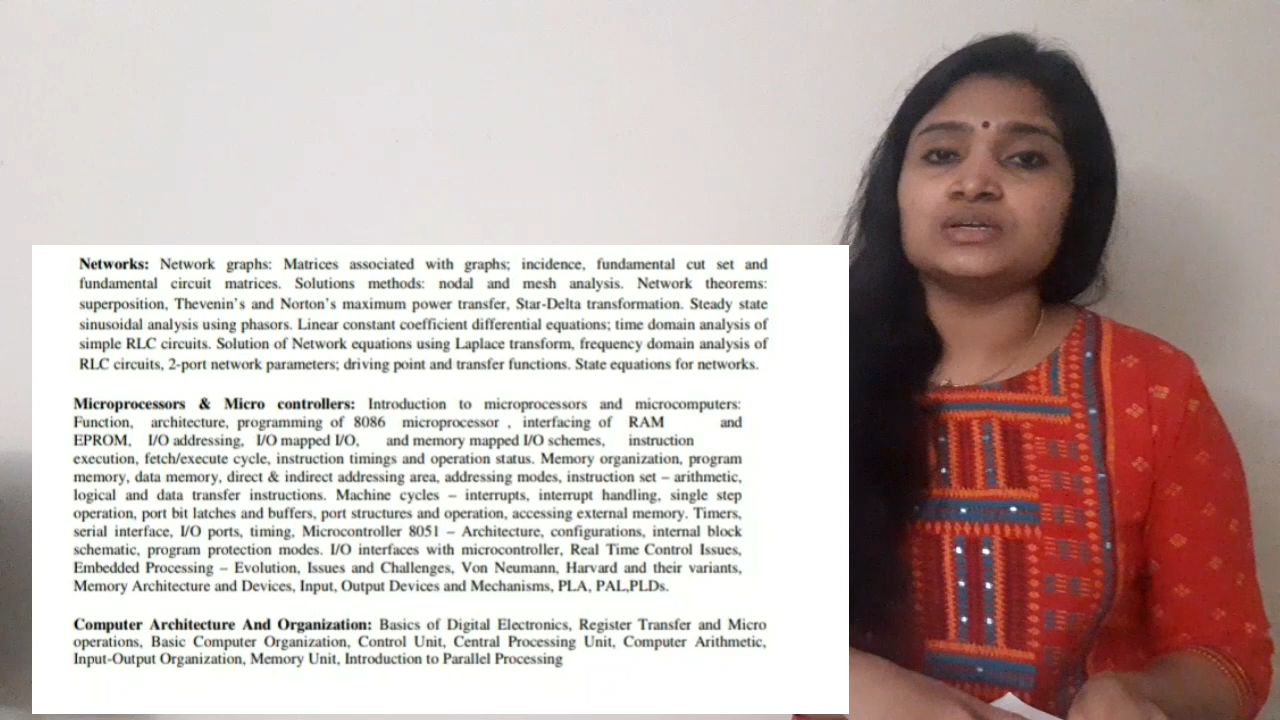 Networks: Network graphs: Matrices associated with graphs; incidence, fundamental cut set and
fundamental circuit matrices. Solutions methods: nodal and mesh analysis. Network theorems:
superposition, Thevenin's and Norton's maximum power transfer, Star-Delta transformation. Steady state
sinusoidal analysis using phasors. Linear constant coefficient differential equations; time domain analysis of
simple RLC circuits. Solution of Network equations using Laplace transform, frequency domain analysis of
RLC circuits, 2-port network parameters; driving point and transfer functions. State equations for networks.
Microprocessors & Micro controllers: Introduction to microprocessors and microcomputers:
Function, architecture, programming of 8086 microprocessor , interfacing of RAM and
EPROM, I/O addressing, I/O mapped I/O, and memory mapped I/O schemes, instruction
execution, fetch/execute cycle, instruction timings and operation status. Memory organization, program
memory, data memory, direct & indirect addressing area, addressing modes, instruction set – arithmetic,
logical and data transfer instructions. Machine cycles – interrupts, interrupt handling, single step
operation, port bit latches and buffers, port structures and operation, accessing external memory. Timers,
serial interface, I/O ports, timing, Microcontroller 8051 – Architecture, configurations, internal block
schematic, program protection modes. I/O interfaces with microcontroller, Real Time Control Issues,
Embedded Processing – Evolution, Issues and Challenges, Von Neumann, Harvard and their variants,
Memory Architecture and Devices, Input, Output Devices and Mechanisms, PLA, PAL,PLDs.
Computer Architecture And Organization: Basics of Digital Electronics, Register Transfer and Micro
operations, Basic Computer Organization, Control Unit, Central Processing Unit, Computer Arithmetic,
Input-Output Organization, Memory Unit, Introduction to Parallel Processing